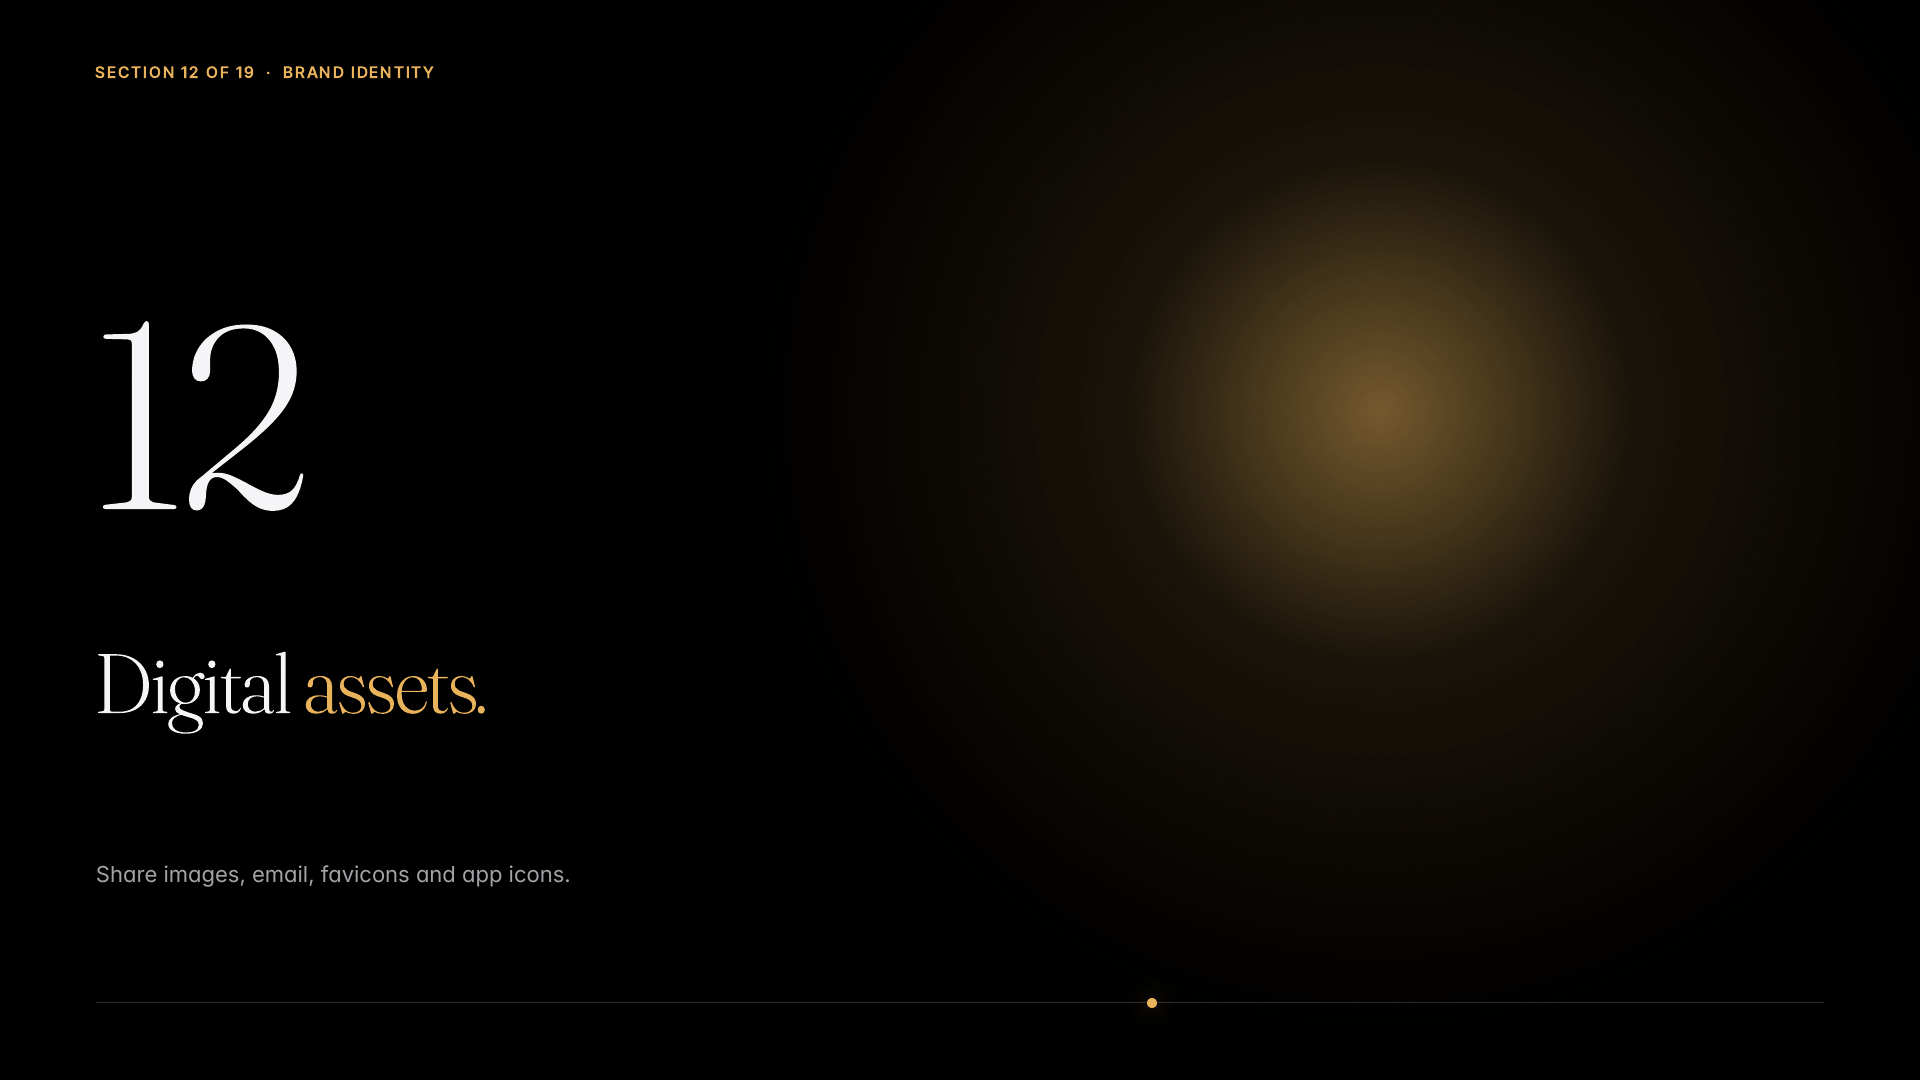 SECTION 12 OF 19 · BRAND IDENTITY
12
Digital assets.
Share images, email, favicons and app icons.